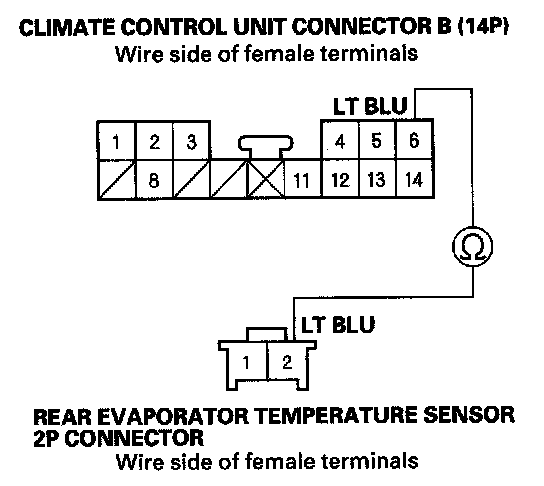 CLIMATE CONTROL UNIT CONNECTOR B (14P)
Wire side of female terminals
LT BLU
1 2 3 4 5 6
8 11 12 13 14
Ω
LT BLU
1 2
REAR EVAPORATOR TEMPERATURE SENSOR
2P CONNECTOR
Wire side of female terminals